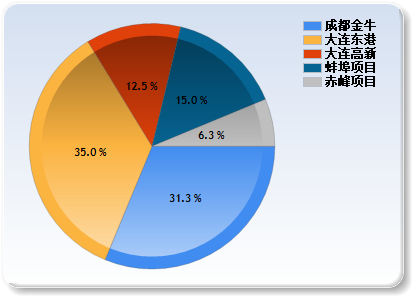 成都金牛
大连东港
大连高新
蚌埠项目
赤峰项目
12.5 %
15.0 %
6.3 %
35.0 %
31.3 %